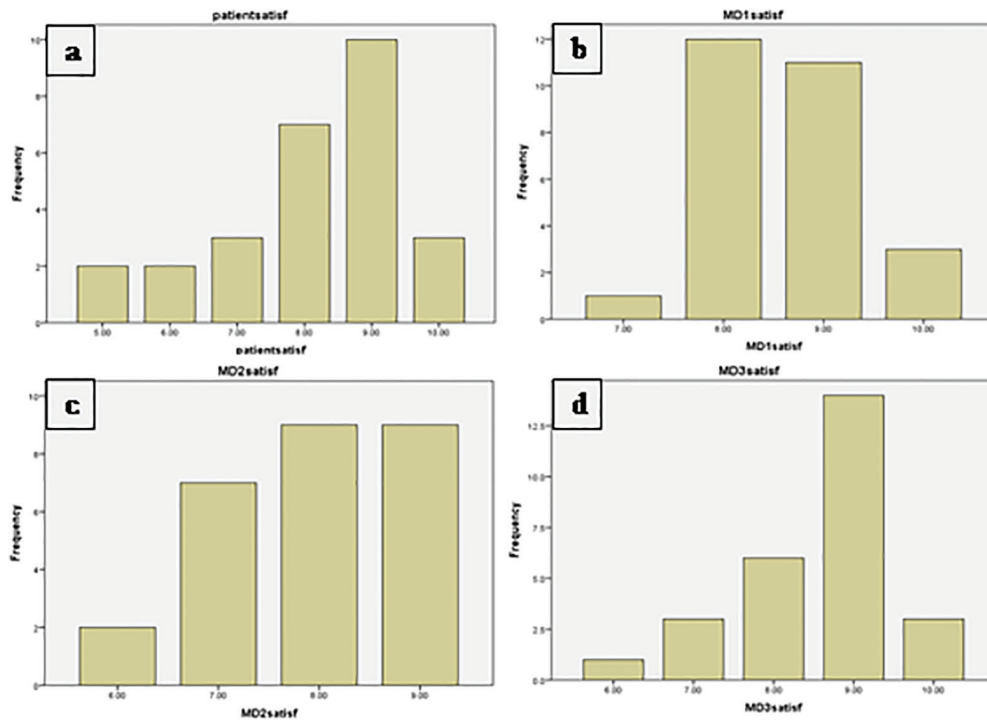 patientsatisf
a
Frequency
10
8
6
4
2
0
5.00 6.00 7.00 8.00 9.00 10.00
patientsatisf
MD1satisf
b
Frequency
12
10
8
6
4
2
0
7.00 8.00 9.00 10.00
MD1satisf
MD2satisf
c
Frequency
10
8
6
4
2
0
6.00 7.00 8.00 9.00
MD2satisf
MD3satisf
d
Frequency
12.5
10.0
7.5
5.0
2.5
0.0
6.00 7.00 8.00 9.00 10.00
MD3satisf